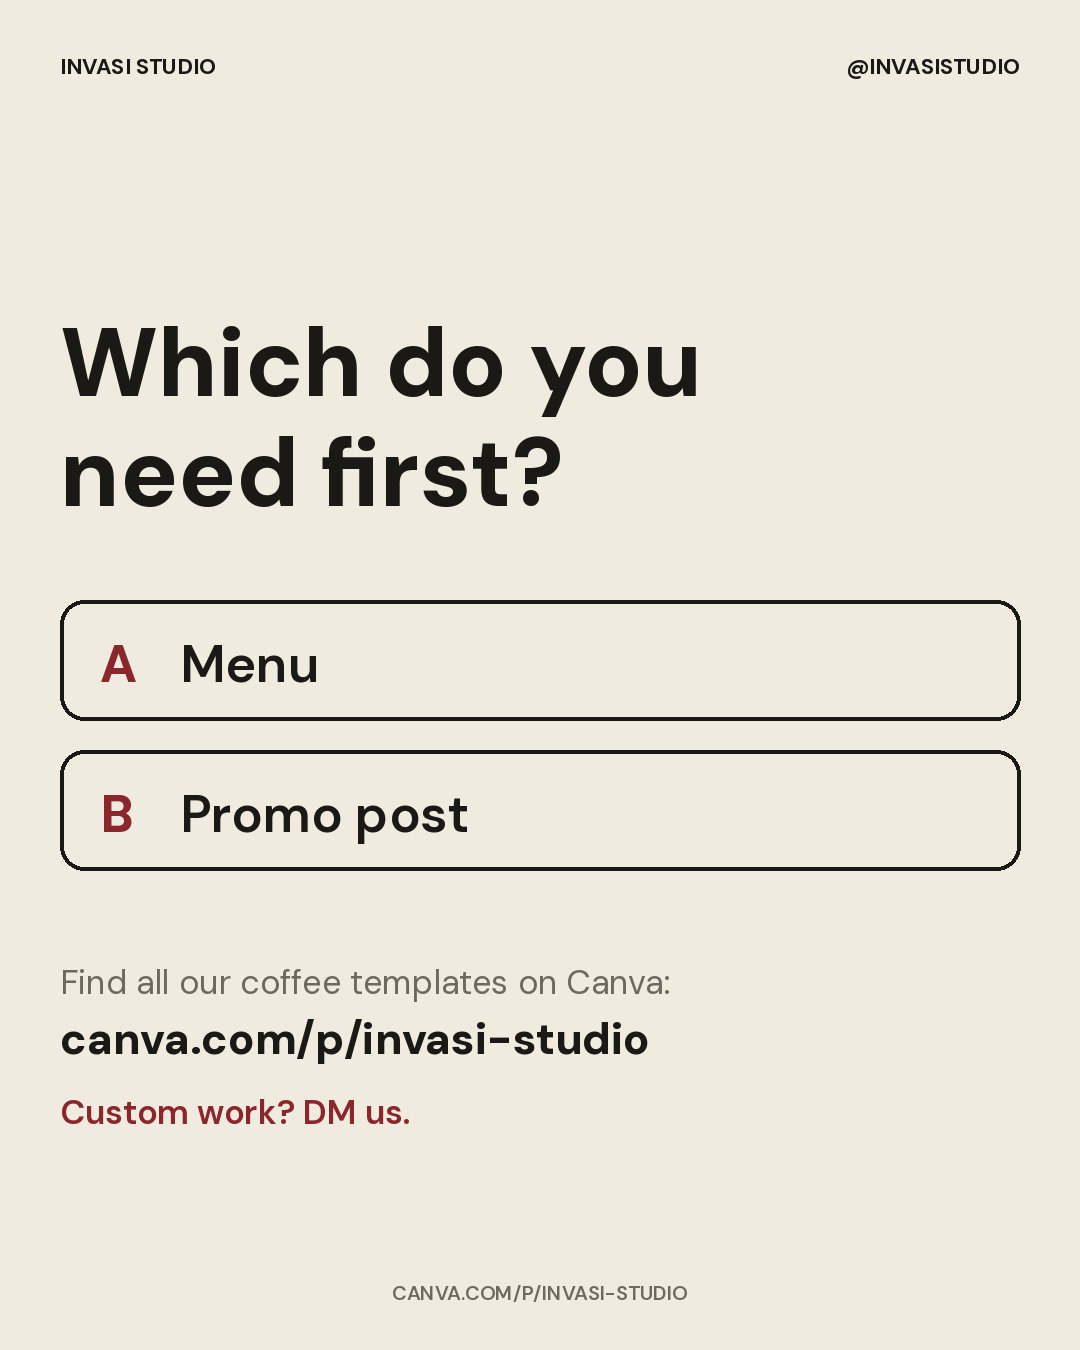 INVASI STUDIO
@INVASISTUDIO
Which do you
need first?
A Menu
B Promo post
Find all our coffee templates on Canva:
canva.com/p/invasi-studio
Custom work? DM us.
CANVA.COM/P/INVASI-STUDIO